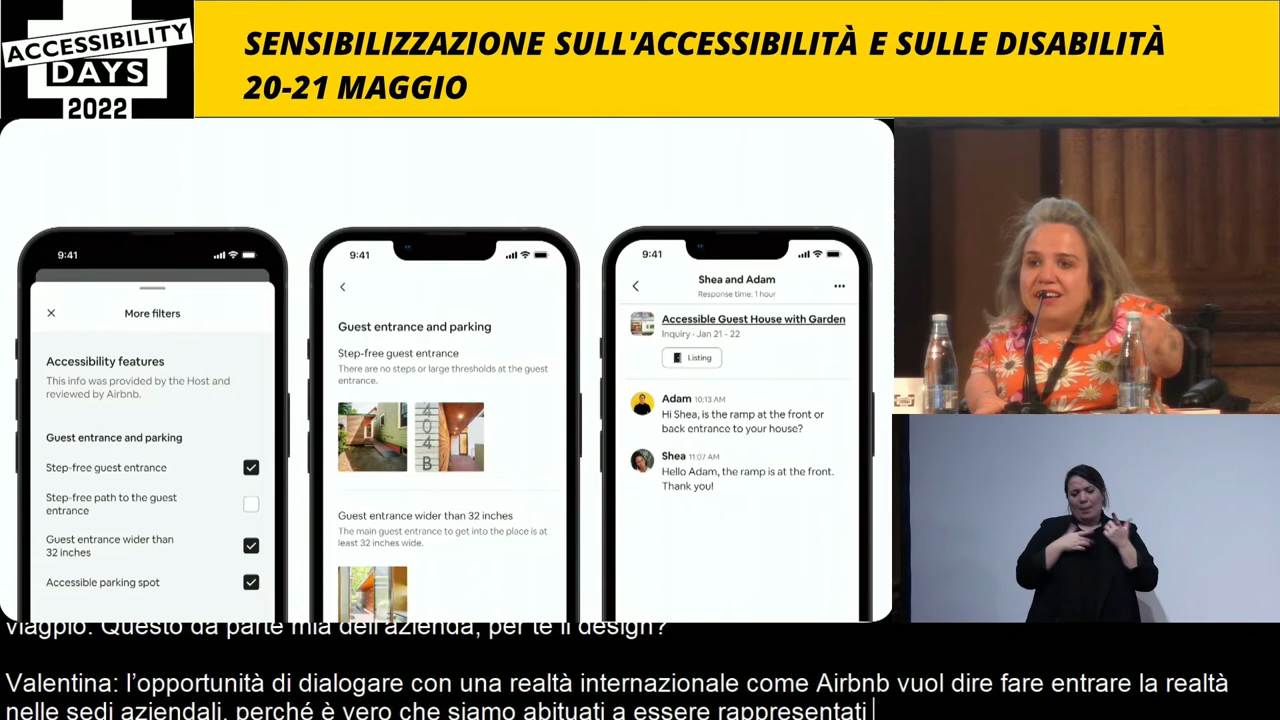 ACCESSIBILITY
DAYS
2022
SENSIBILIZZAZIONE SULL'ACCESSIBILITÀ E SULLE DISABILITÀ
20-21 MAGGIO
9:41
More filters
Accessibility features
This info was provided by the Host and
reviewed by Airbnb.
Guest entrance and parking
Step-free guest entrance
Step-free path to the guest
entrance
Guest entrance wider than
32 inches
Accessible parking spot
9:41
Guest entrance and parking
Step-free guest entrance
There are no steps or large thresholds at the guest
entrance.
4
0
4
B
Guest entrance wider than 32 inches
The main guest entrance to get into the place is at
least 32 inches wide.
9:41
Shea and Adam
Response time: 1 hour
Accessible Guest House with Garden
Inquiry · Jan 21 - 22
Listing
Adam 10:13 AM
Hi Shea, is the ramp at the front or
back entrance to your house?
Shea 11:07 AM
Hello Adam, the ramp is at the front.
Thank you!
viaggio. Questo da parte mia dell'azienda, per te il design?
Valentina: l'opportunità di dialogare con una realtà internazionale come Airbnb vuol dire fare entrare la realtà
nelle sedi aziendali, perché è vero che siamo abituati a essere rappresentati